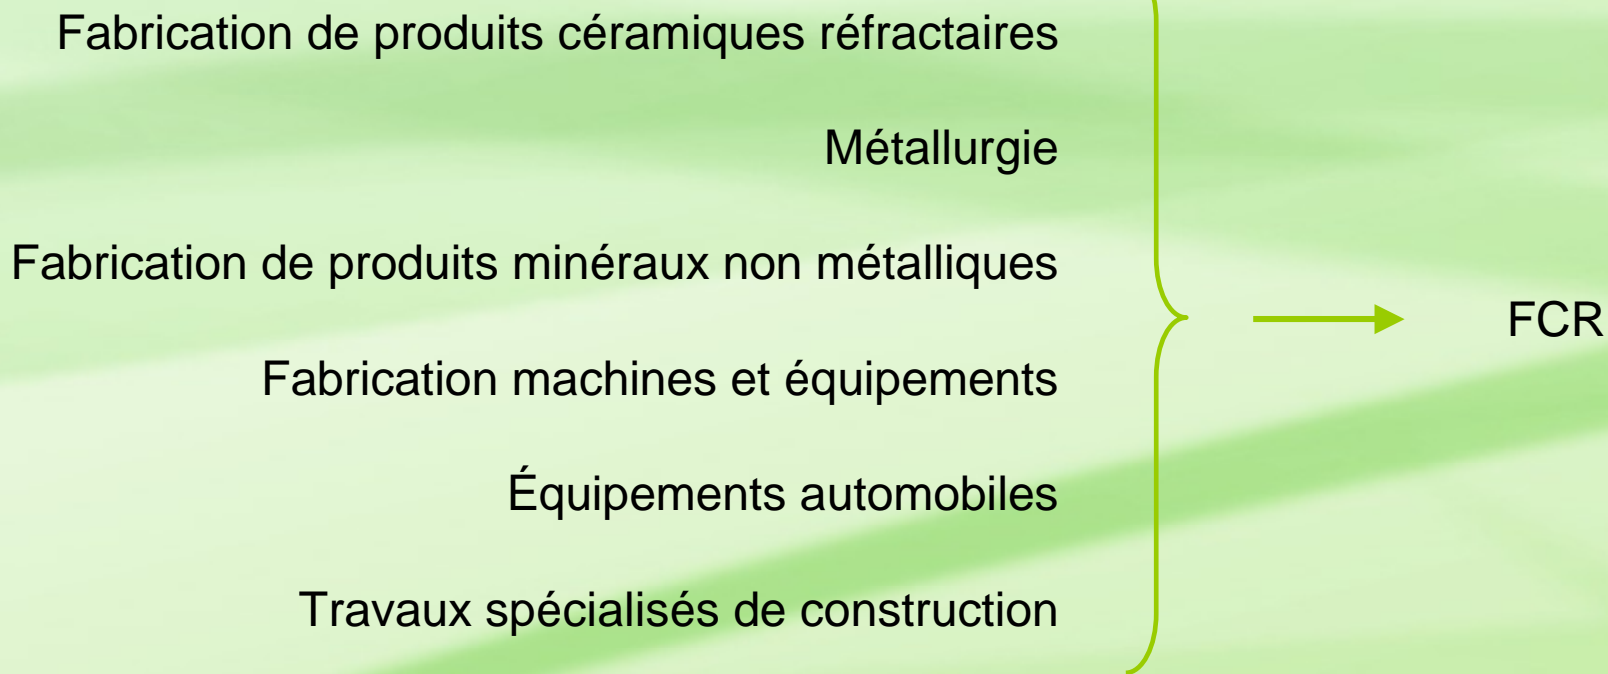 Fabrication de produits céramiques réfractaires
Métallurgie
Fabrication de produits minéraux non métalliques
Fabrication machines et équipements
Équipements automobiles
Travaux spécialisés de construction
FCR